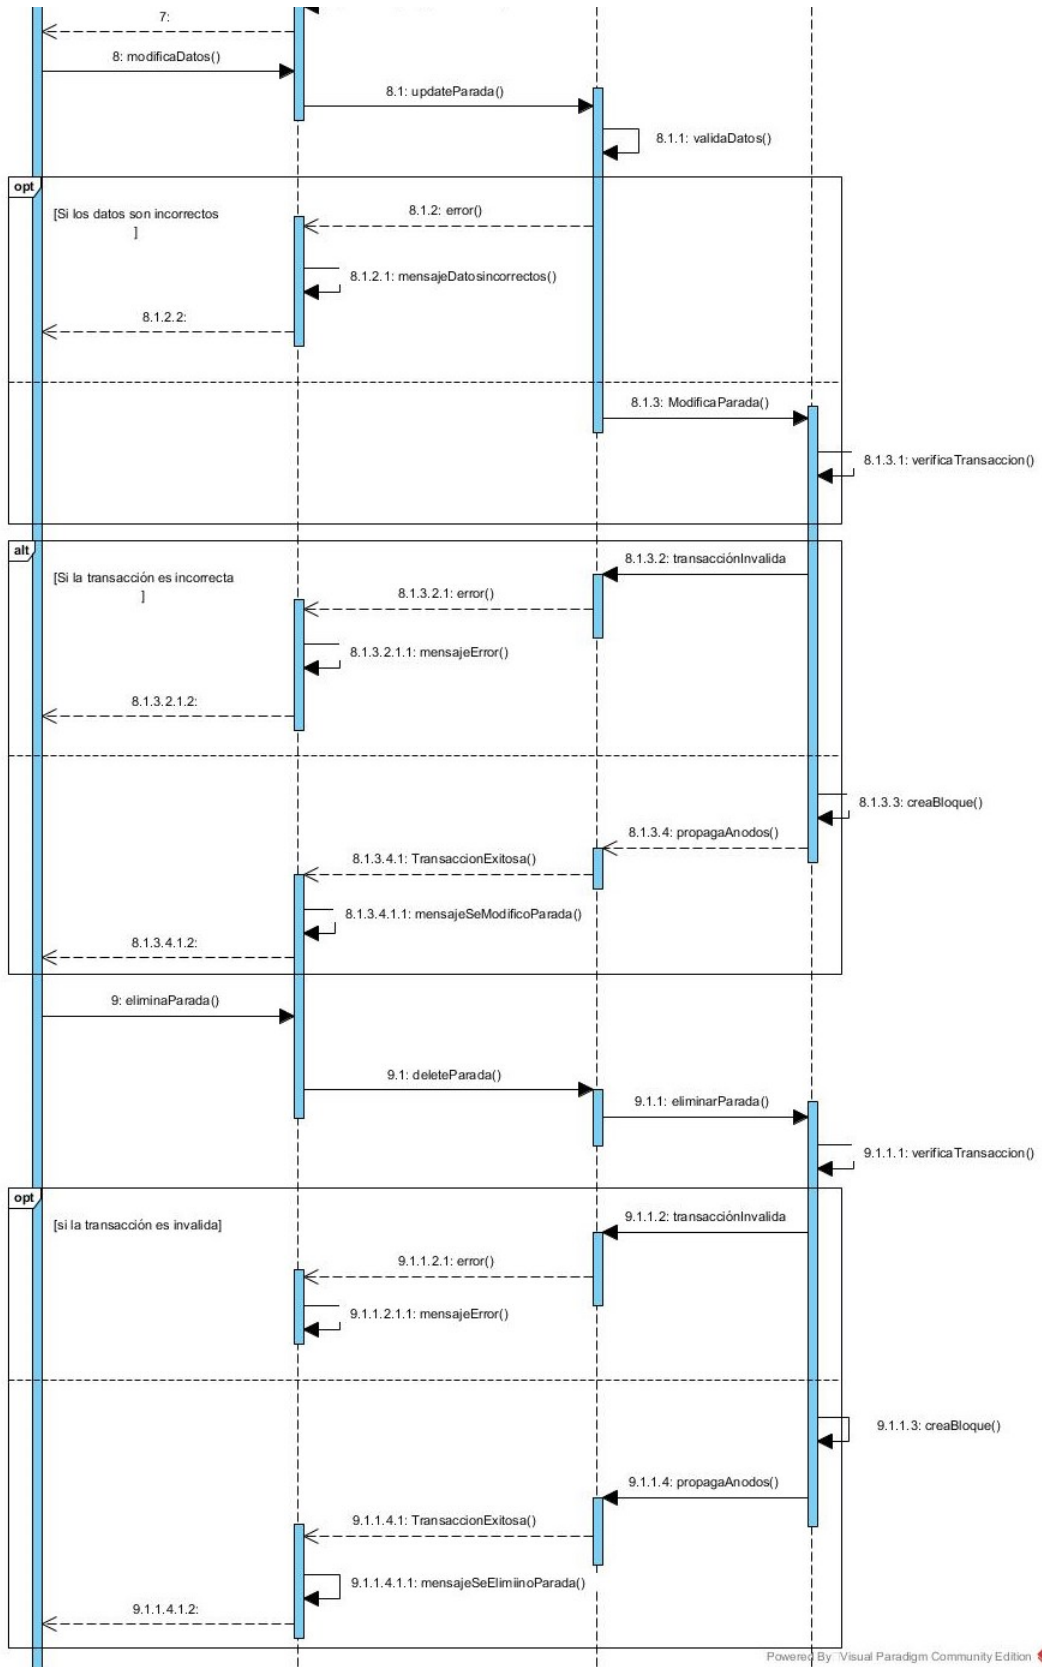 7:
8: modificaDatos()
8.1: updateParada()
8.1.1: validaDatos()
opt
[Si los datos son incorrectos
]
8.1.2: error()
8.1.2.1: mensajeDatosincorrectos()
8.1.2.2:
8.1.3: ModificaParada()
8.1.3.1: verificaTransaccion()
alt
[Si la transacción es incorrecta
]
8.1.3.2: transacciónInvalida
8.1.3.2.1: error()
8.1.3.2.1.1: mensajeError()
8.1.3.2.1.2:
8.1.3.3: creaBloque()
8.1.3.4: propagaAnodos()
8.1.3.4.1: TransaccionExitosa()
8.1.3.4.1.1: mensajeSeModificoParada()
8.1.3.4.1.2:
9: eliminaParada()
9.1: deleteParada()
9.1.1: eliminarParada()
9.1.1.1: verificaTransaccion()
opt
[si la transacción es invalida]
9.1.1.2: transacciónInvalida
9.1.1.2.1: error()
9.1.1.2.1.1: mensajeError()
9.1.1.3: creaBloque()
9.1.1.4: propagaAnodos()
9.1.1.4.1: TransaccionExitosa()
9.1.1.4.1.1: mensajeSeElimiinoParada()
9.1.1.4.1.2:
Powered By Visual Paradigm Community Edition